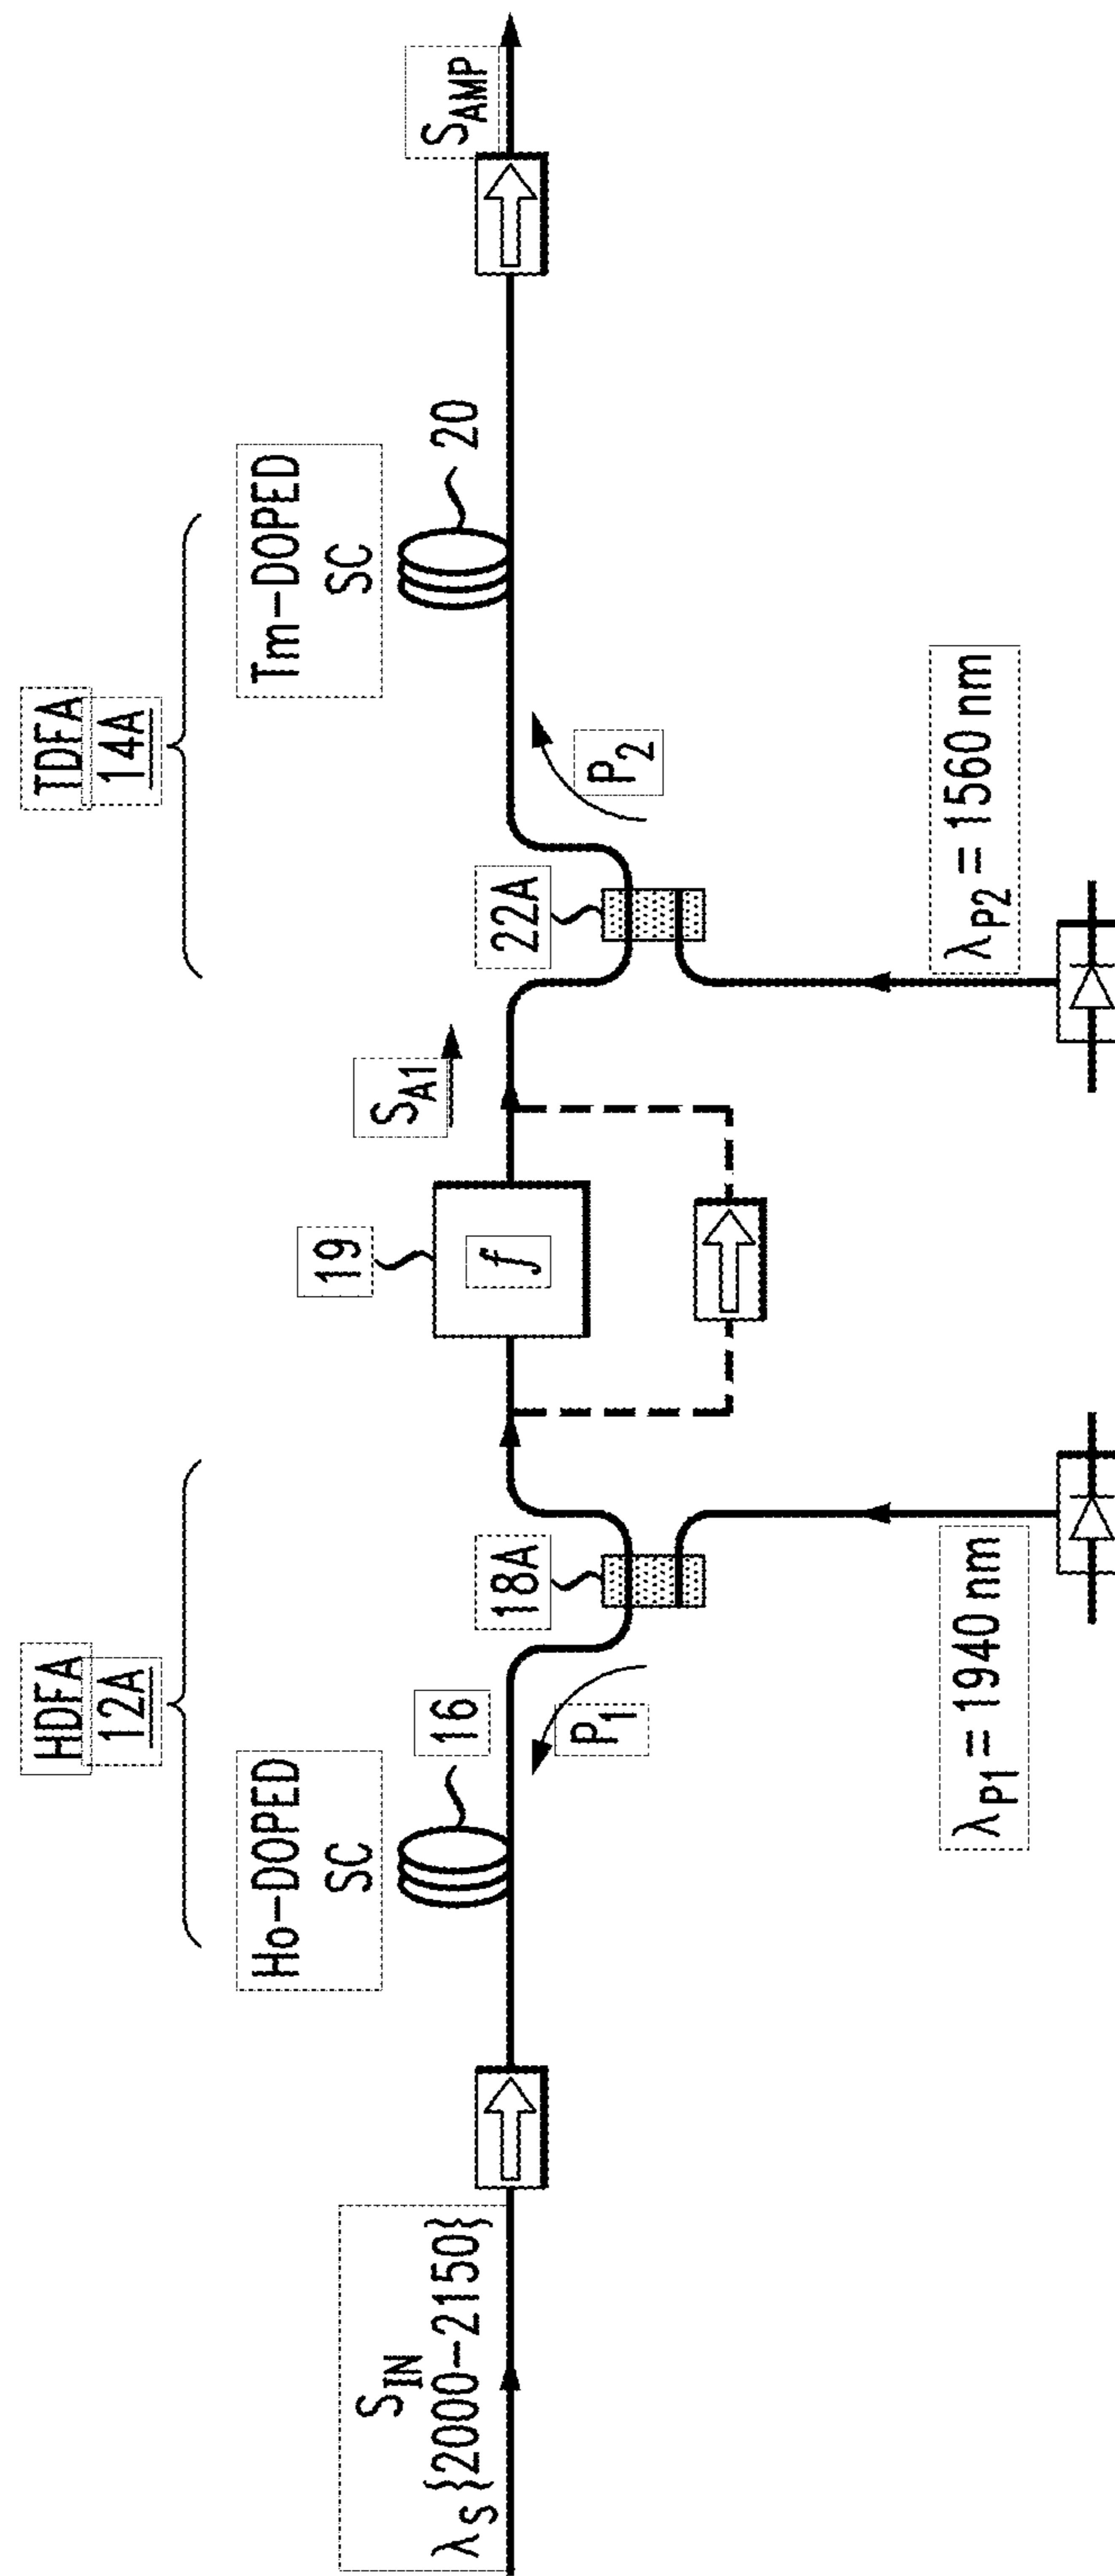 HDFA
12A
TDFA
14A
Ho-DOPED
SC
Tm-DOPED
SC
16
20
S_IN
λ_S {2000-2150}
18A
P_1
19
f
S_A1
22A
P_2
S_AMP
λ_P1 = 1940 nm
λ_P2 = 1560 nm